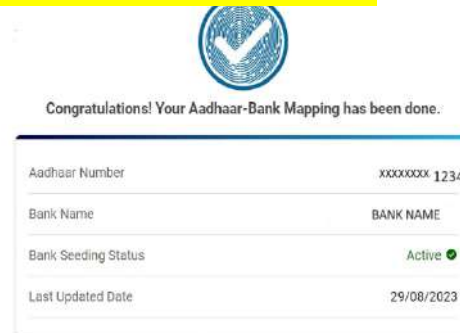 Congratulations! Your Aadhaar-Bank Mapping has been done.
Aadhaar Number xxxxxxxx 1234
Bank Name BANK NAME
Bank Seeding Status Active
Last Updated Date 29/08/2023